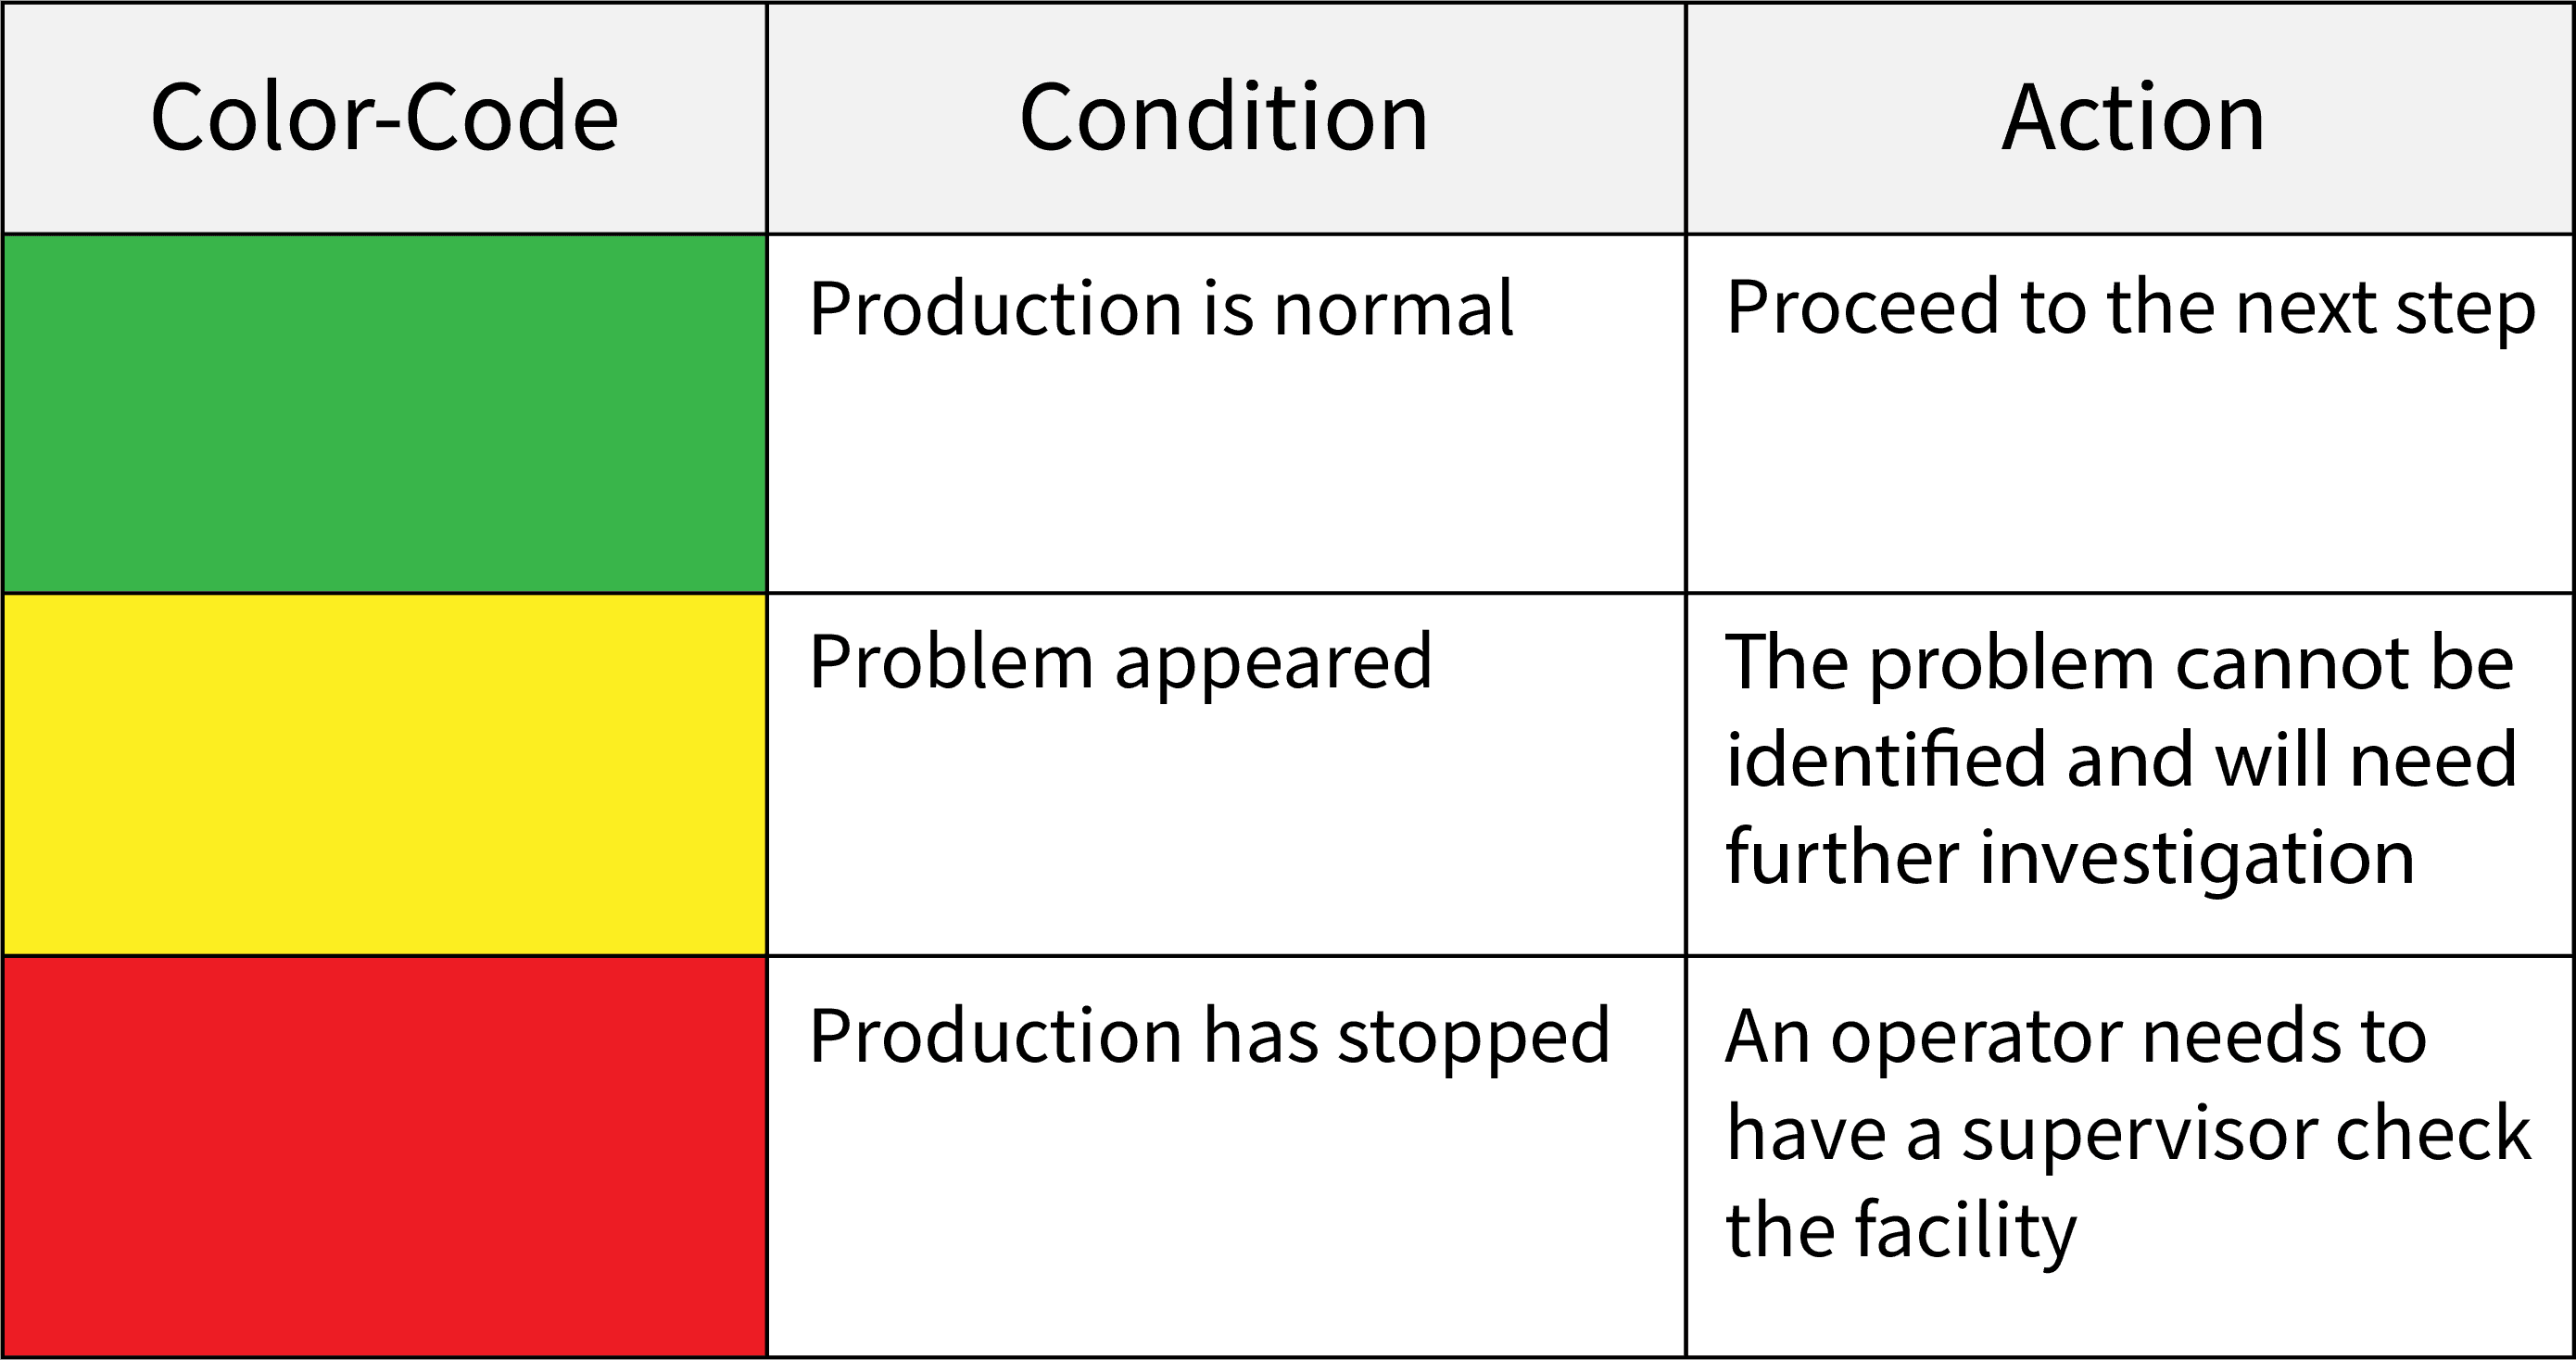 Color-Code Condition Action
Production is normal Proceed to the next step
Problem appeared The problem cannot be
identified and will need
further investigation
Production has stopped An operator needs to
have a supervisor check
the facility